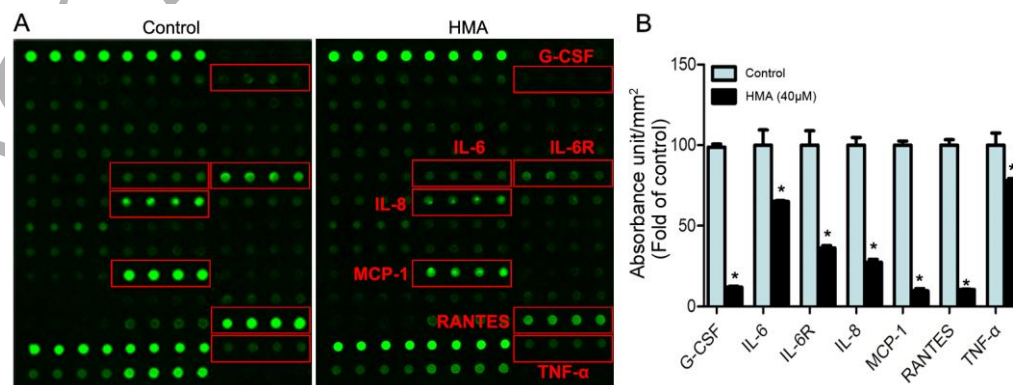 A
Control
HMA
G-CSF
IL-6
IL-6R
IL-8
MCP-1
RANTES
TNF-α
B
Absorbance unit/mm²
(Fold of control)
150
100
50
0
Control
HMA (40μM)
*
*
*
*
*
*
*
G-CSF
IL-6
IL-6R
IL-8
MCP-1
RANTES
TNF-α